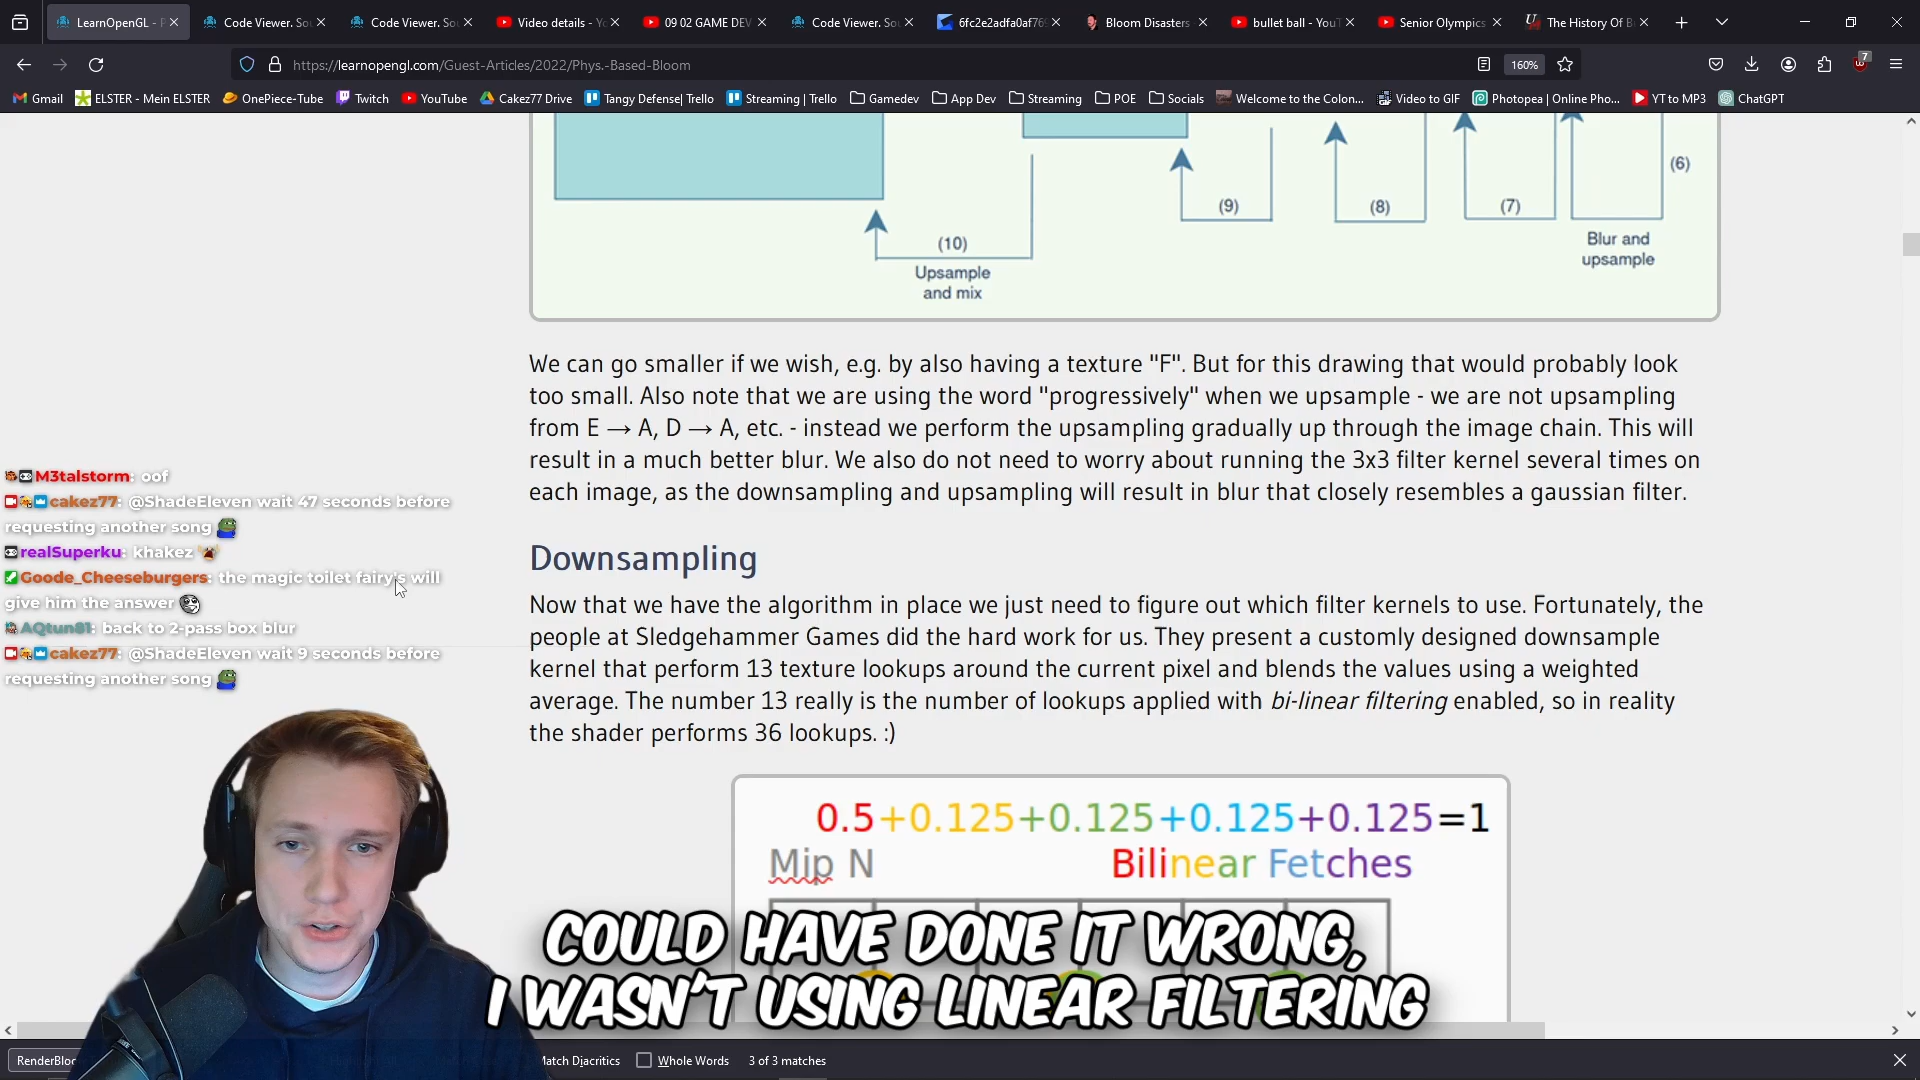 LearnOpenGL - P
Code Viewer. Sou
Code Viewer. Sou
Video details - Yo
09 02 GAME DEV
Code Viewer. Sou
6fc2e2adfa0af769
Bloom Disasters
bullet ball - YouT
Senior Olympics
The History Of B
https://learnopengl.com/Guest-Articles/2022/Phys.-Based-Bloom
160%
7
Gmail
ELSTER - Mein ELSTER
OnePiece-Tube
Twitch
YouTube
Cakez77 Drive
Tangy Defense| Trello
Streaming | Trello
Gamedev
App Dev
Streaming
POE
Socials
Welcome to the Colon...
Video to GIF
Photopea | Online Pho...
YT to MP3
ChatGPT
(6)
(9)
(8)
(7)
(10)
Upsample
and mix
Blur and
upsample
We can go smaller if we wish, e.g. by also having a texture "F". But for this drawing that would probably look
too small. Also note that we are using the word "progressively" when we upsample - we are not upsampling
from E → A, D → A, etc. - instead we perform the upsampling gradually up through the image chain. This will
result in a much better blur. We also do not need to worry about running the 3x3 filter kernel several times on
each image, as the downsampling and upsampling will result in blur that closely resembles a gaussian filter.
M3talstorm: oof
cakez77: @ShadeEleven wait 47 seconds before
requesting another song
realSuperku: khakez
Goode_Cheeseburgers: the magic toilet fairy's will
give him the answer
AQtun81: back to 2-pass box blur
cakez77: @ShadeEleven wait 9 seconds before
requesting another song
Downsampling
Now that we have the algorithm in place we just need to figure out which filter kernels to use. Fortunately, the
people at Sledgehammer Games did the hard work for us. They present a customly designed downsample
kernel that perform 13 texture lookups around the current pixel and blends the values using a weighted
average. The number 13 really is the number of lookups applied with bi-linear filtering enabled, so in reality
the shader performs 36 lookups. :)
0.5+0.125+0.125+0.125+0.125=1
Mip N
Bilinear Fetches
COULD HAVE DONE IT WRONG,
I WASN'T USING LINEAR FILTERING
RenderBloo
Match Diacritics
Whole Words
3 of 3 matches